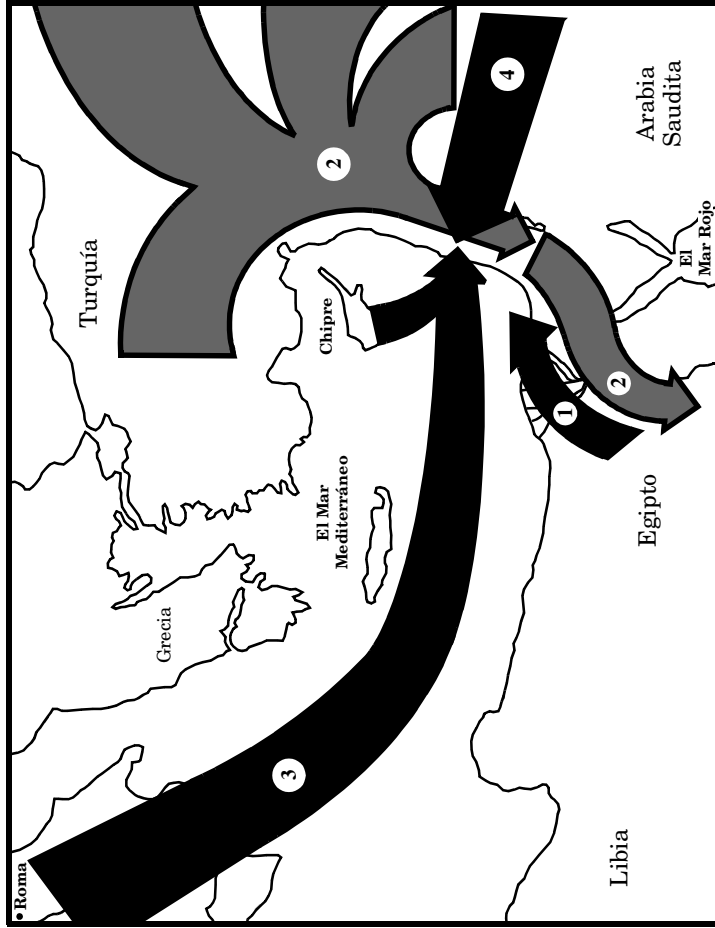 •Roma
Grecia
Turquía
El Mar
Mediterráneo
Chipre
Libia
Egipto
El
Mar Rojo
Arabia
Saudita
3
2
4
1
2